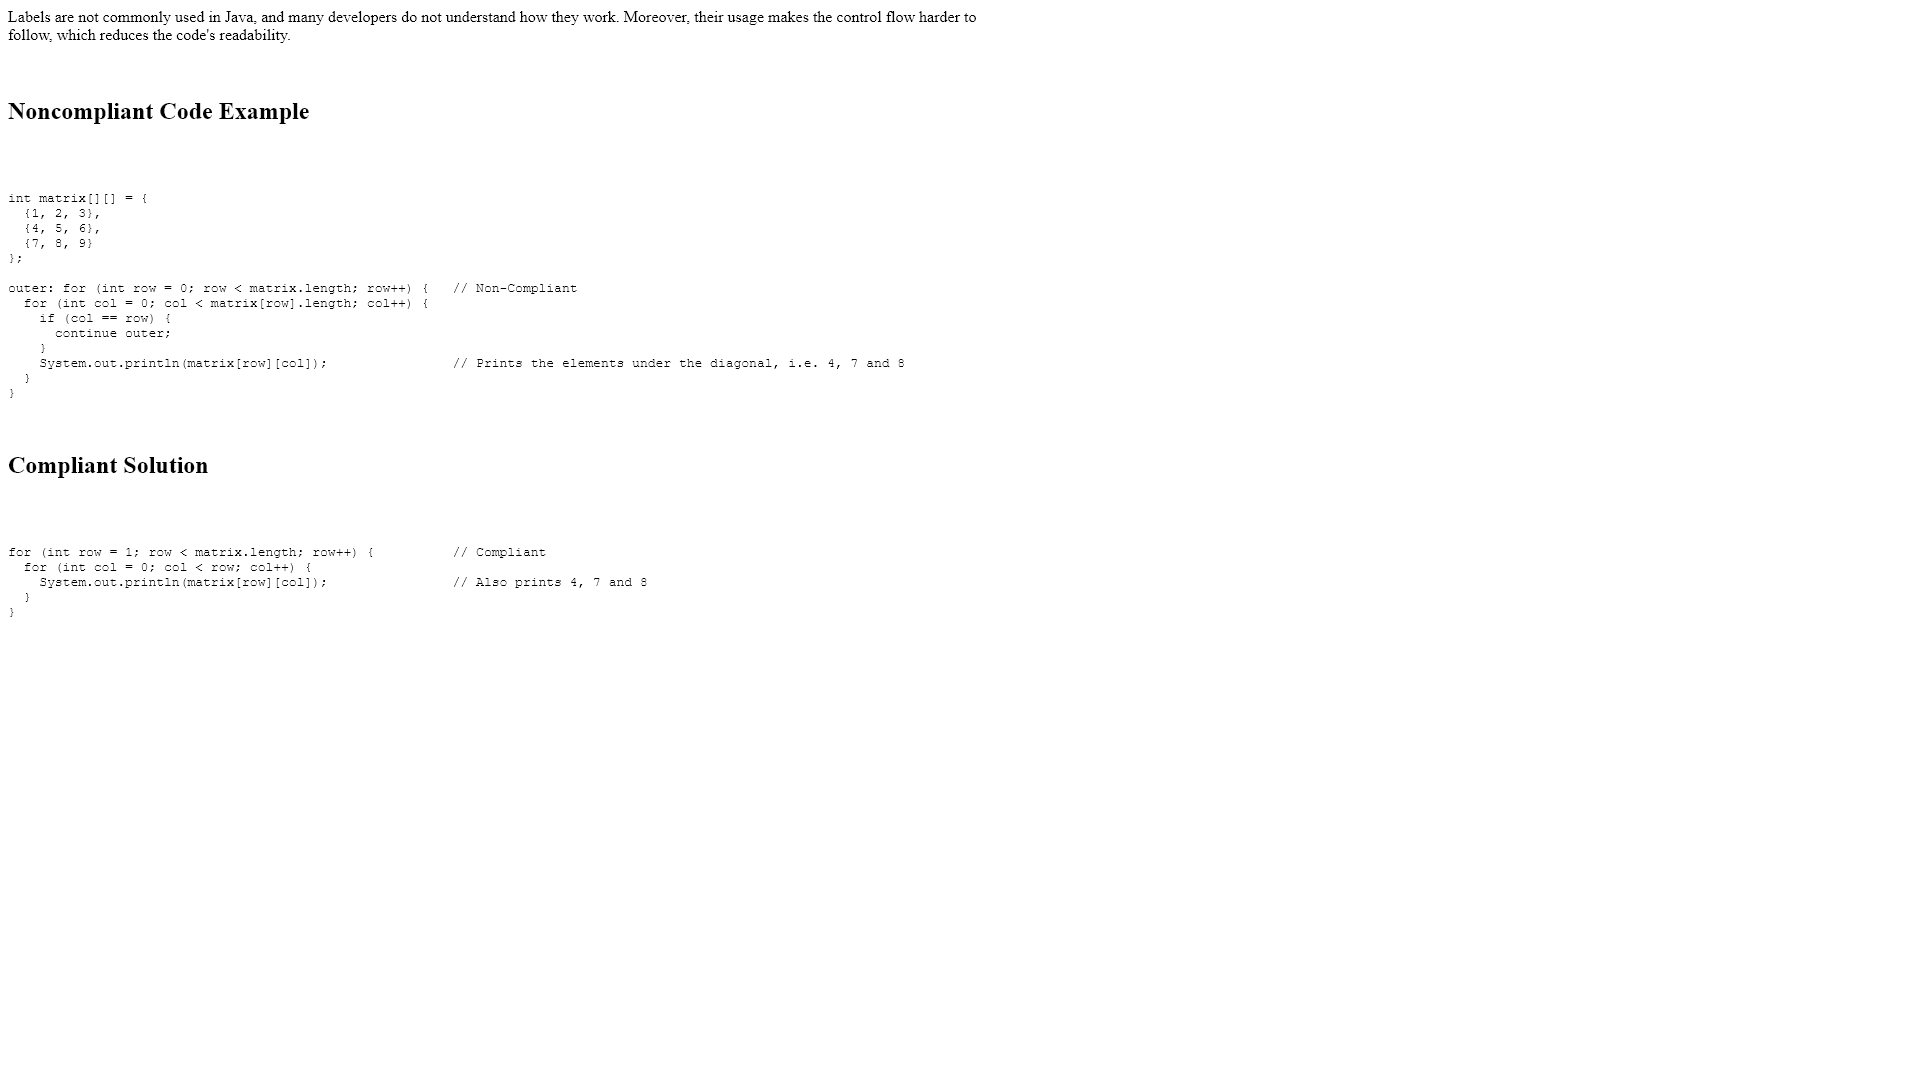 Labels are not commonly used in Java, and many developers do not understand how they work. Moreover, their usage makes the control flow harder to
follow, which reduces the code's readability.
Noncompliant Code Example
int matrix[][] = {
  {1, 2, 3},
  {4, 5, 6},
  {7, 8, 9}
};
outer: for (int row = 0; row < matrix.length; row++) {   // Non-Compliant
  for (int col = 0; col < matrix[row].length; col++) {
    if (col == row) {
      continue outer;
    }
    System.out.println(matrix[row][col]);                // Prints the elements under the diagonal, i.e. 4, 7 and 8
  }
}
Compliant Solution
for (int row = 1; row < matrix.length; row++) {          // Compliant
  for (int col = 0; col < row; col++) {
    System.out.println(matrix[row][col]);                // Also prints 4, 7 and 8
  }
}